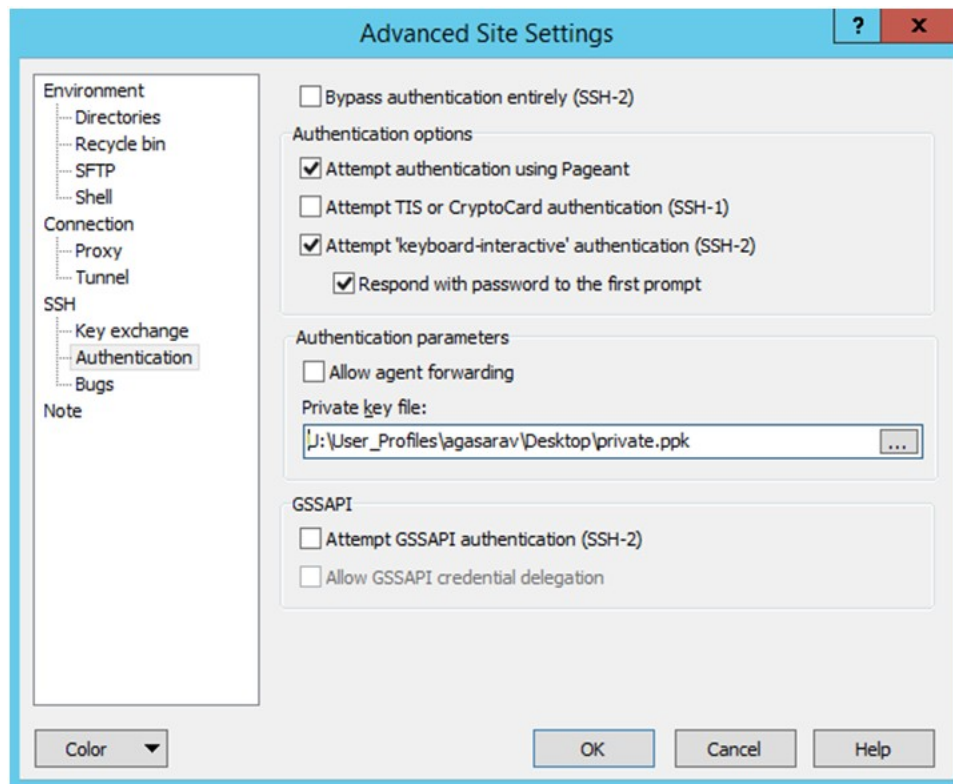 Advanced Site Settings
? x
Environment
Directories
Recycle bin
SFTP
Shell
Connection
Proxy
Tunnel
SSH
Key exchange
Authentication
Bugs
Note
Bypass authentication entirely (SSH-2)
Authentication options
Attempt authentication using Pageant
Attempt TIS or CryptoCard authentication (SSH-1)
Attempt 'keyboard-interactive' authentication (SSH-2)
Respond with password to the first prompt
Authentication parameters
Allow agent forwarding
Private key file:
J:\User_Profiles\agasarav\Desktop\private.ppk
...
GSSAPI
Attempt GSSAPI authentication (SSH-2)
Allow GSSAPI credential delegation
Color
OK
Cancel
Help